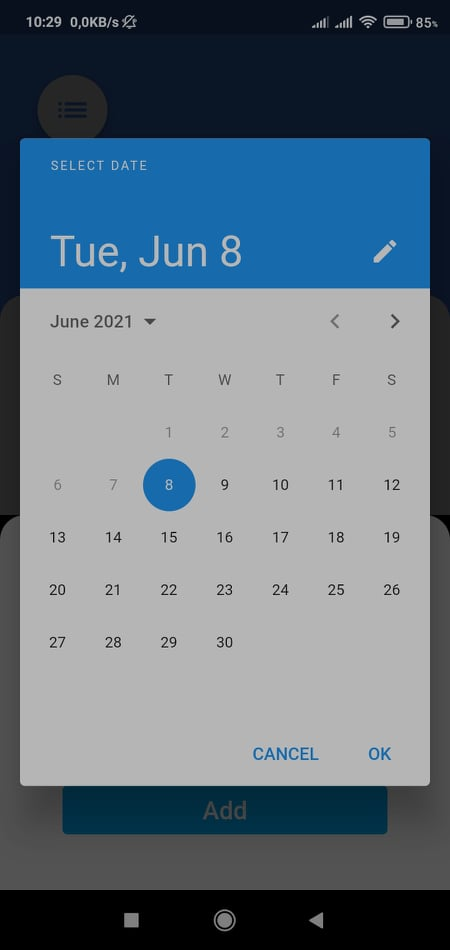 10:29 0,0KB/s 85%
SELECT DATE
Tue, Jun 8
June 2021
S M T W T F S
1 2 3 4 5
6 7 8 9 10 11 12
13 14 15 16 17 18 19
20 21 22 23 24 25 26
27 28 29 30
CANCEL OK
Add